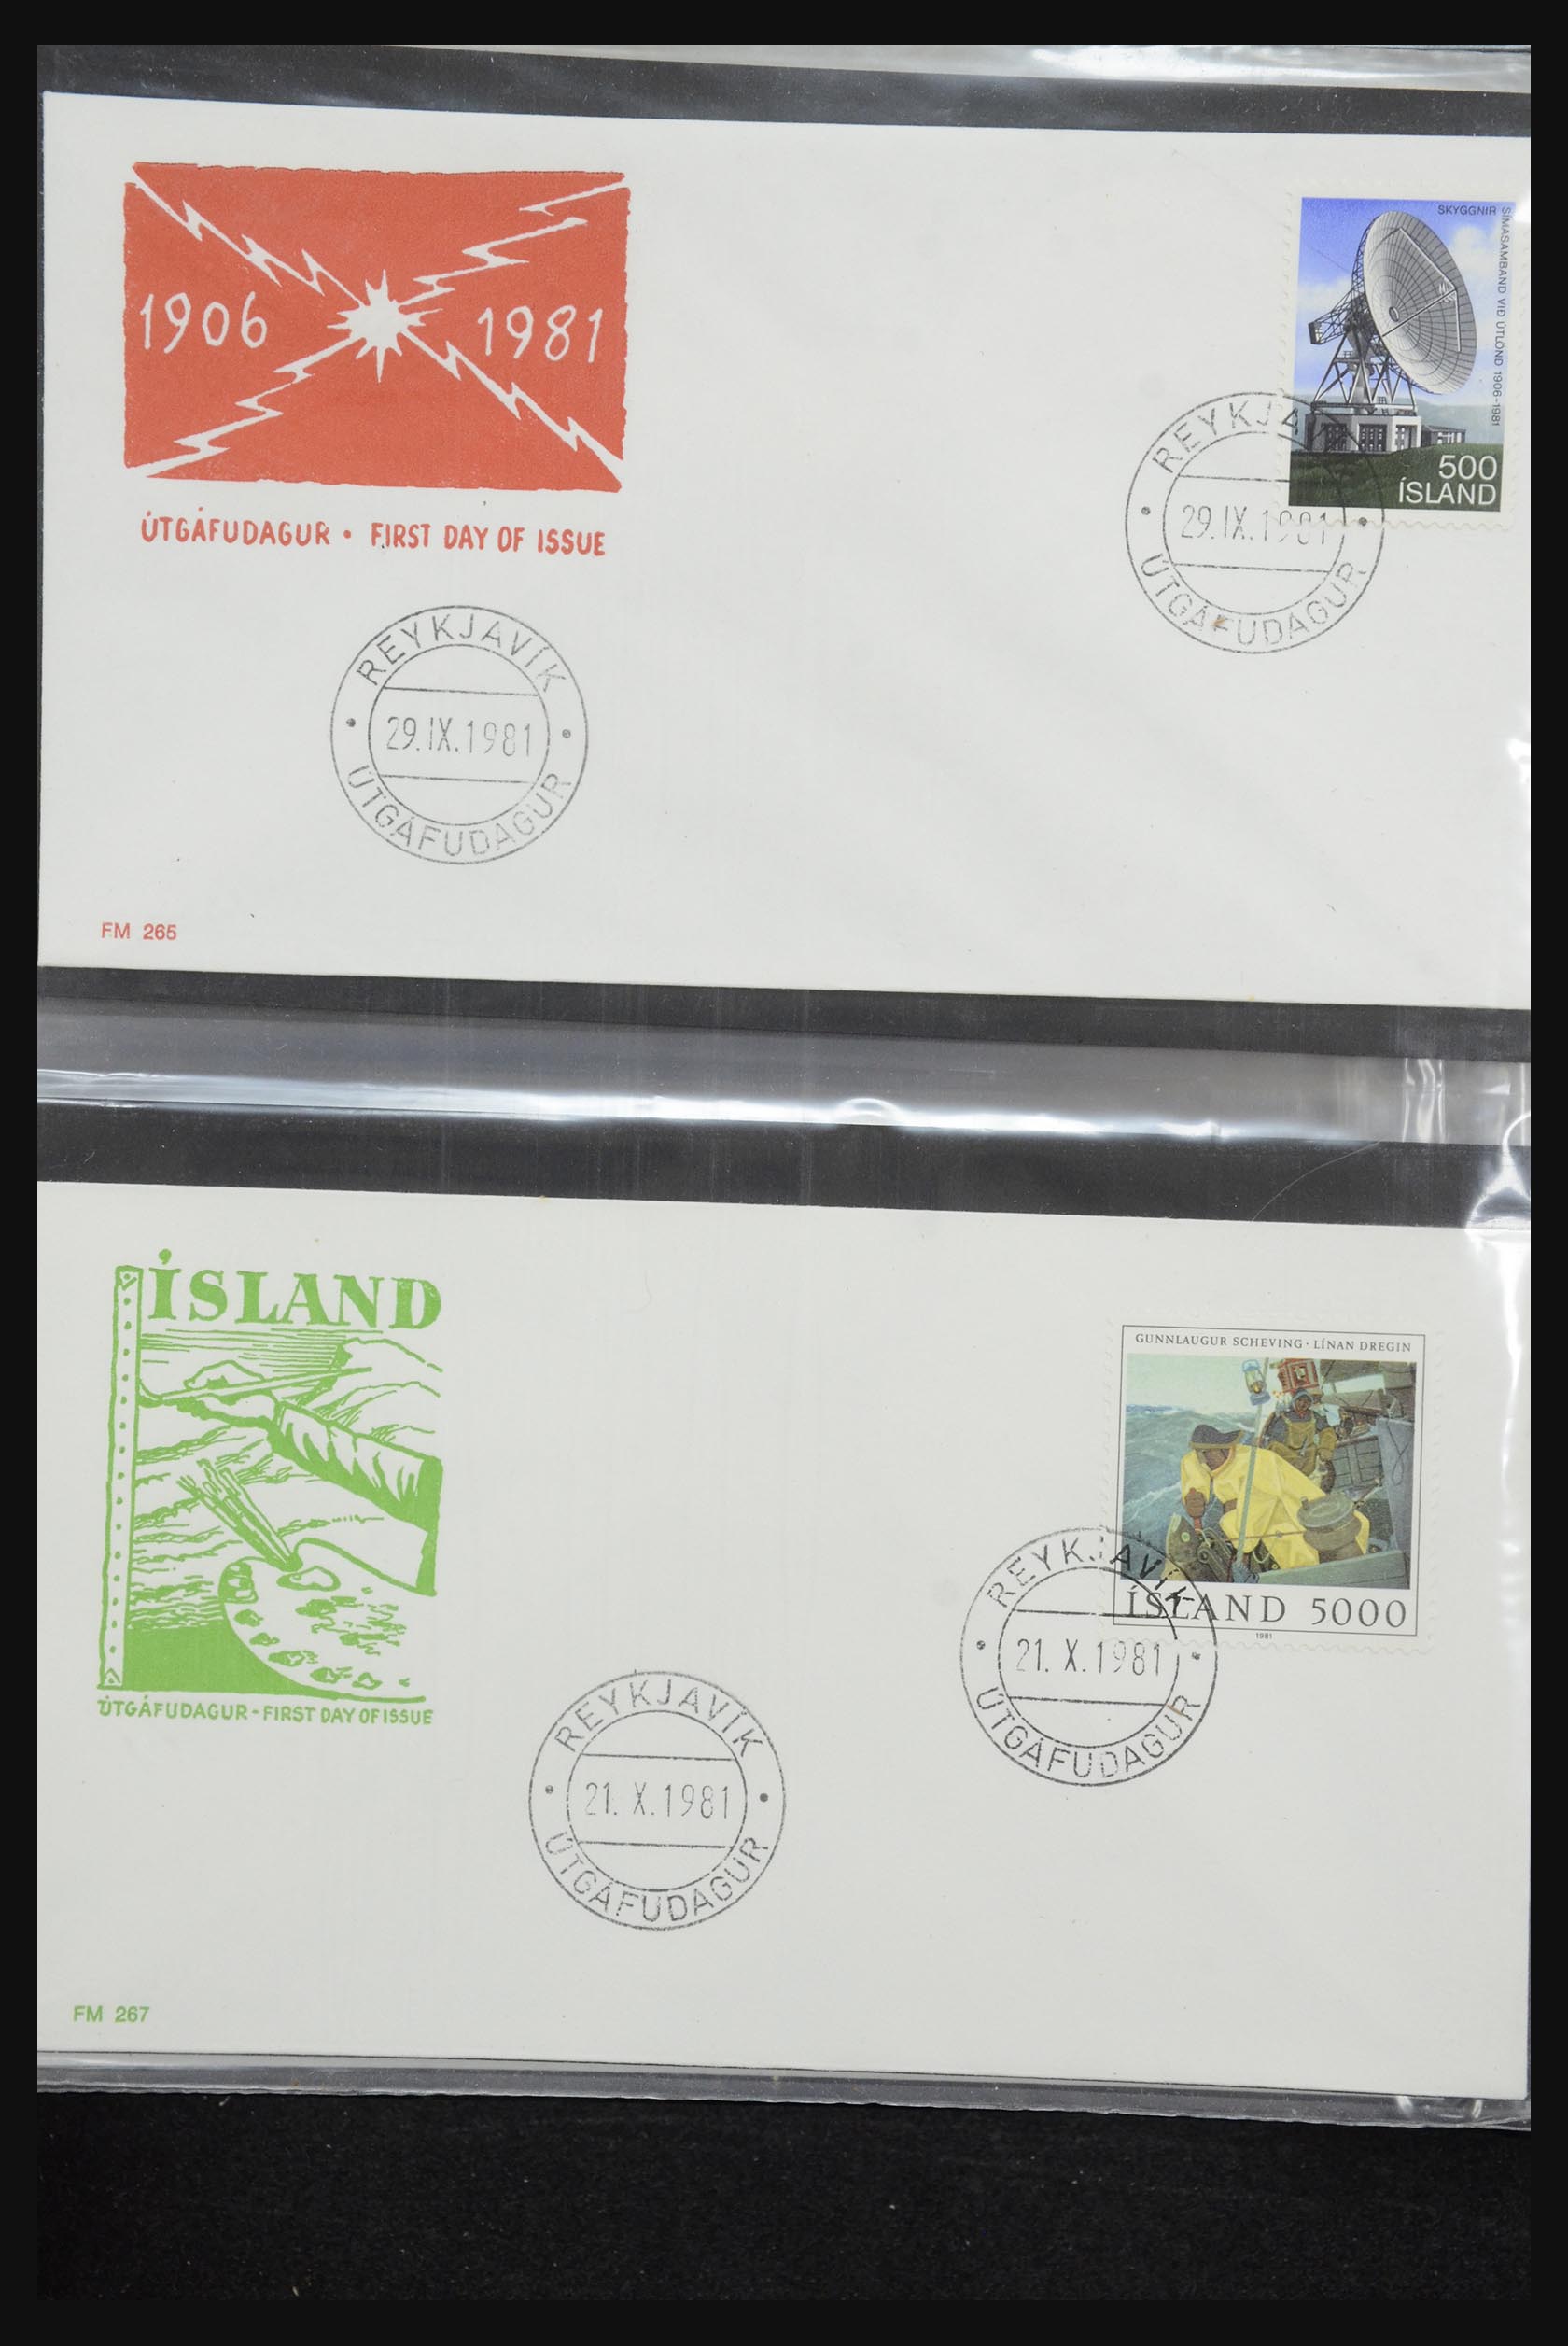 1906 1981
ÚTGÁFUDAGUR • FIRST DAY OF ISSUE
SKYGGNIR
SÍMASAMBAND VIÐ ÚTLÖND 1906-1981
500
ÍSLAND
REYKJAVÍK
29.IX.1981
ÚTGÁFUDAGUR
REYKJAVÍK
29.IX.1981
ÚTGÁFUDAGUR
FM 265
ÍSLAND
ÚTGÁFUDAGUR - FIRST DAY OF ISSUE
GUNNLAUGUR SCHEVING · LÍNAN DREGIN
ÍSLAND 5000
1981
REYKJAVÍK
21. X.1981
ÚTGÁFUDAGUR
REYKJAVÍK
21. X.1981
ÚTGÁFUDAGUR
FM 267